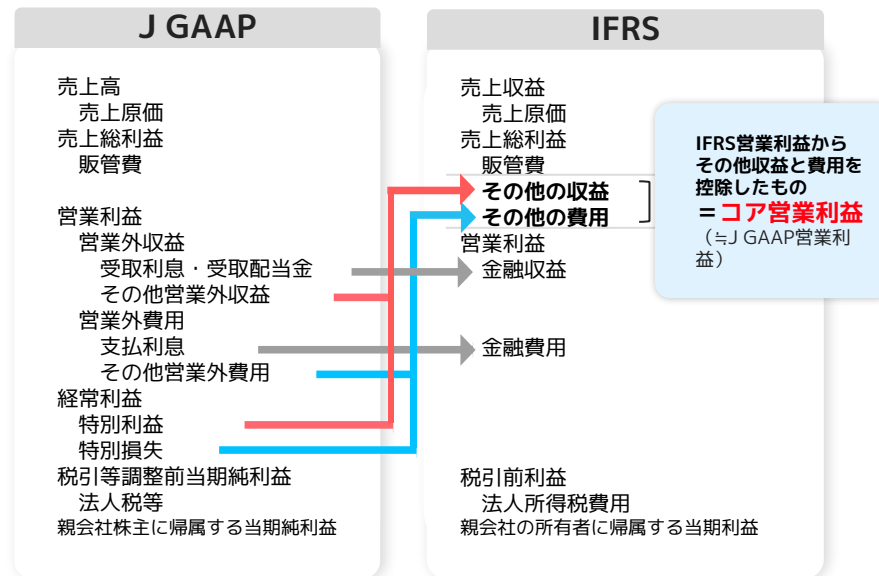 J GAAP
売上高
売上原価
売上総利益
販管費
営業利益
営業外収益
受取利息・受取配当金
その他営業外収益
営業外費用
支払利息
その他営業外費用
経常利益
特別利益
特別損失
税引等調整前当期純利益
法人税等
親会社株主に帰属する当期純利益
IFRS
売上収益
売上原価
売上総利益
販管費
その他の収益
その他の費用
営業利益
金融収益
金融費用
税引前利益
法人所得税費用
親会社の所有者に帰属する当期利益
IFRS営業利益から
その他収益と費用を
控除したもの
＝コア営業利益
（≒J GAAP営業利
益）